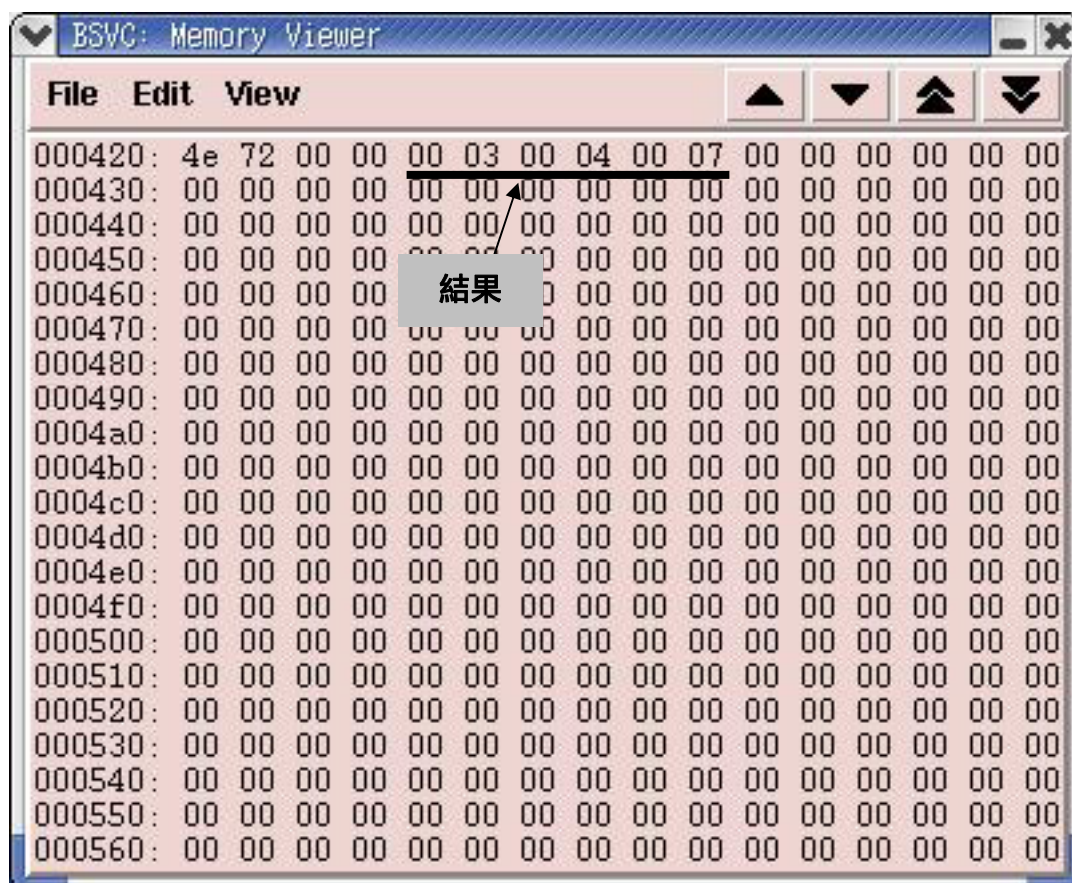 BSVC: Memory Viewer
File Edit View
000420: 4e 72 00 00 00 03 00 04 00 07 00 00 00 00 00 00
000430: 00 00 00 00 00 00 00 00 00 00 00 00 00 00 00 00
000440: 00 00 00 00 00 00 00 00 00 00 00 00 00 00 00 00
000450: 00 00 00 00 00 00 00 00 00 00 00 00 00
結果
000460: 00 00 00 00 00 00 00 00 00 00 00 00 00
000470: 00 00 00 00 00 00 00 00 00 00 00 00 00 00 00 00
000480: 00 00 00 00 00 00 00 00 00 00 00 00 00 00 00 00
000490: 00 00 00 00 00 00 00 00 00 00 00 00 00 00 00 00
0004a0: 00 00 00 00 00 00 00 00 00 00 00 00 00 00 00 00
0004b0: 00 00 00 00 00 00 00 00 00 00 00 00 00 00 00 00
0004c0: 00 00 00 00 00 00 00 00 00 00 00 00 00 00 00 00
0004d0: 00 00 00 00 00 00 00 00 00 00 00 00 00 00 00 00
0004e0: 00 00 00 00 00 00 00 00 00 00 00 00 00 00 00 00
0004f0: 00 00 00 00 00 00 00 00 00 00 00 00 00 00 00 00
000500: 00 00 00 00 00 00 00 00 00 00 00 00 00 00 00 00
000510: 00 00 00 00 00 00 00 00 00 00 00 00 00 00 00 00
000520: 00 00 00 00 00 00 00 00 00 00 00 00 00 00 00 00
000530: 00 00 00 00 00 00 00 00 00 00 00 00 00 00 00 00
000540: 00 00 00 00 00 00 00 00 00 00 00 00 00 00 00 00
000550: 00 00 00 00 00 00 00 00 00 00 00 00 00 00 00 00
000560: 00 00 00 00 00 00 00 00 00 00 00 00 00 00 00 00